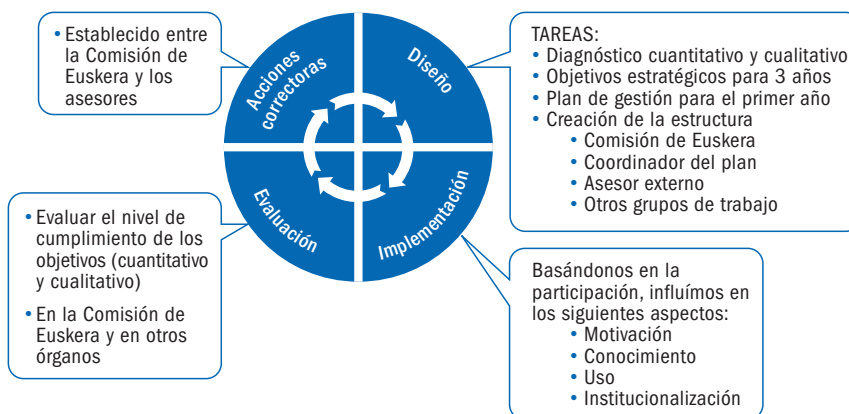 • Establecido entre
la Comisión de
Euskera y los
asesores
Acciones
correctoras
Diseño
TAREAS:
• Diagnóstico cuantitativo y cualitativo
• Objetivos estratégicos para 3 años
• Plan de gestión para el primer año
• Creación de la estructura
• Comisión de Euskera
• Coordinador del plan
• Asesor externo
• Otros grupos de trabajo
• Evaluar el nivel de
cumplimiento de los
objetivos (cuantitativo
y cualitativo)
• En la Comisión de
Euskera y en otros
órganos
Evaluación
Implementación
Basándonos en la
participación, influímos en
los siguientes aspectos:
• Motivación
• Conocimiento
• Uso
• Institucionalización